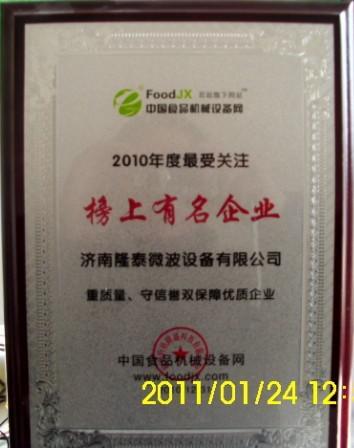 FoodJX
中国食品机械设备网
2010年度最受关注
榜上有名企业
济南隆泰微波设备有限公司
重质量、守信誉双保障优质企业
中国食品机械设备网
www.foodjx.com
2011/01/24 12: